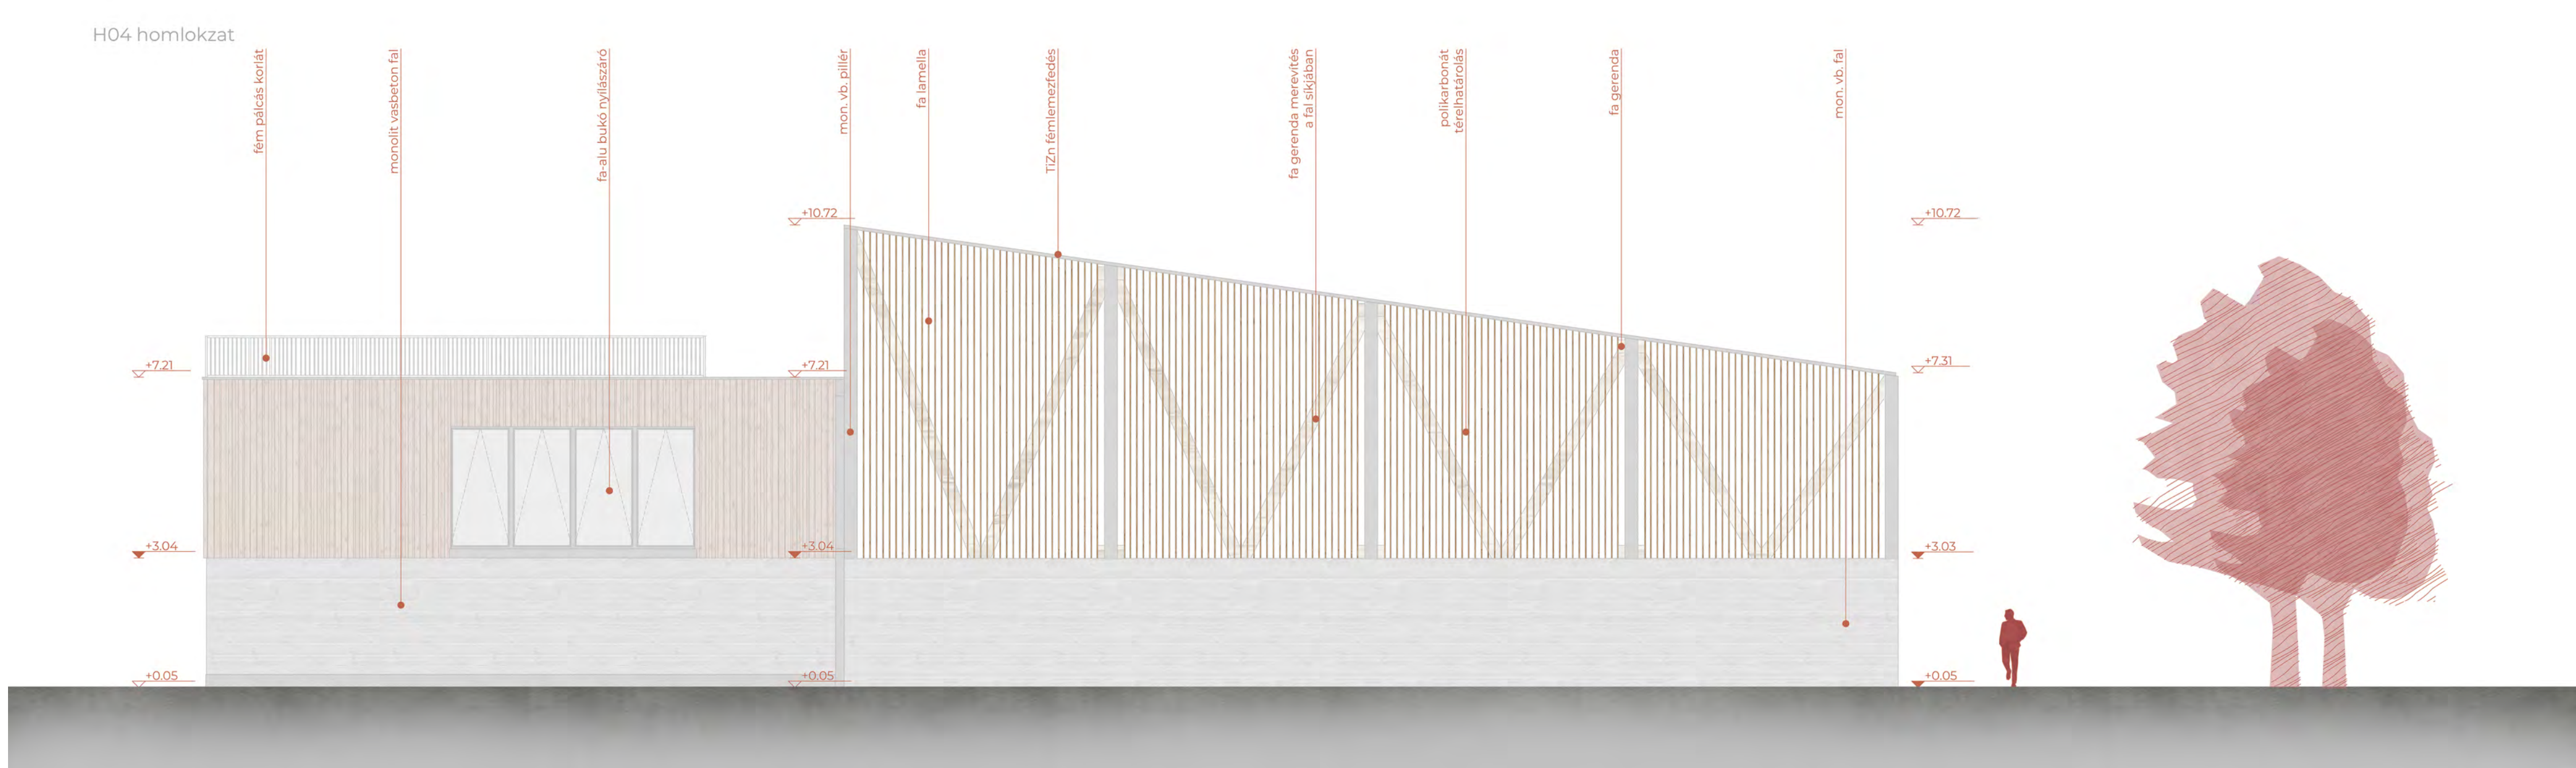 H04 homlokzat
fém pálcás korlát
monolit vasbeton fal
fa-alu bukó nyílászáró
mon. vb. pillér
fa lamella
TiZn fémlemezfedés
fa gerenda merevítés
a fal síkjában
polikarbonát
térelhatárolás
fa gerenda
mon. vb. fal
+10.72
+10.72
+7.21
+7.21
+7.31
+3.04
+3.04
+3.03
+0.05
+0.05
+0.05